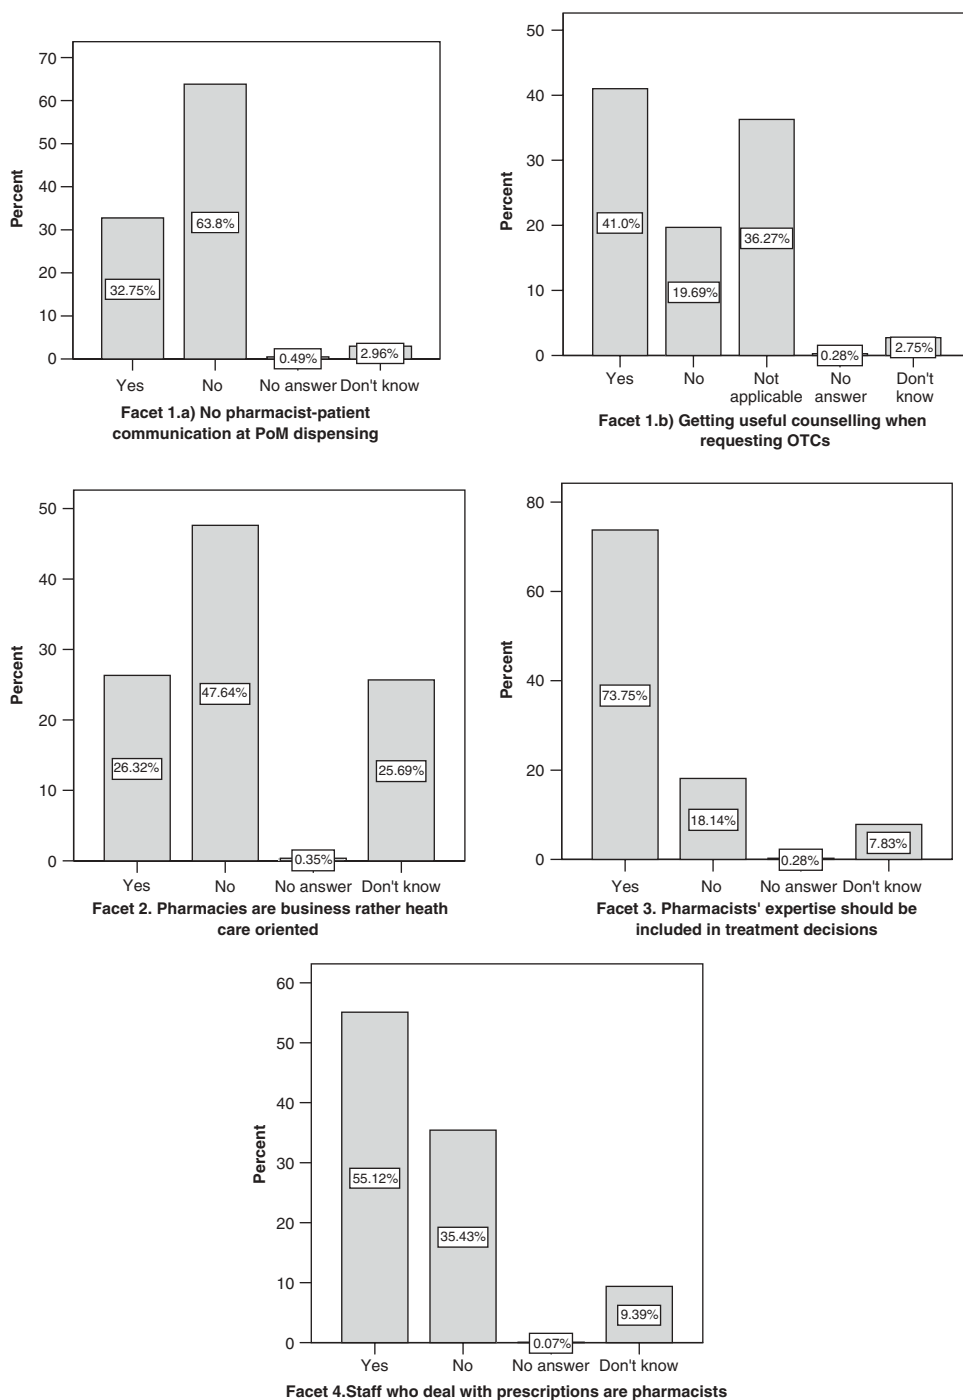 70
60
50
40
30
20
10
0
Percent
32.75%
63.8%
0.49%
2.96%
Yes No No answer Don't know
Facet 1.a) No pharmacist-patient
communication at PoM dispensing
50
40
30
20
10
0
Percent
41.0%
19.69%
36.27%
0.28%
2.75%
Yes No Not No Don't
applicable answer know
Facet 1.b) Getting useful counselling when
requesting OTCs
50
40
30
20
10
0
Percent
26.32%
47.64%
0.35%
25.69%
Yes No No answer Don't know
Facet 2. Pharmacies are business rather heath
care oriented
80
60
40
20
0
Percent
73.75%
18.14%
0.28%
7.83%
Yes No No answer Don't know
Facet 3. Pharmacists' expertise should be
included in treatment decisions
60
50
40
30
20
10
0
Percent
55.12%
35.43%
0.07%
9.39%
Yes No No answer Don't know
Facet 4.Staff who deal with prescriptions are pharmacists